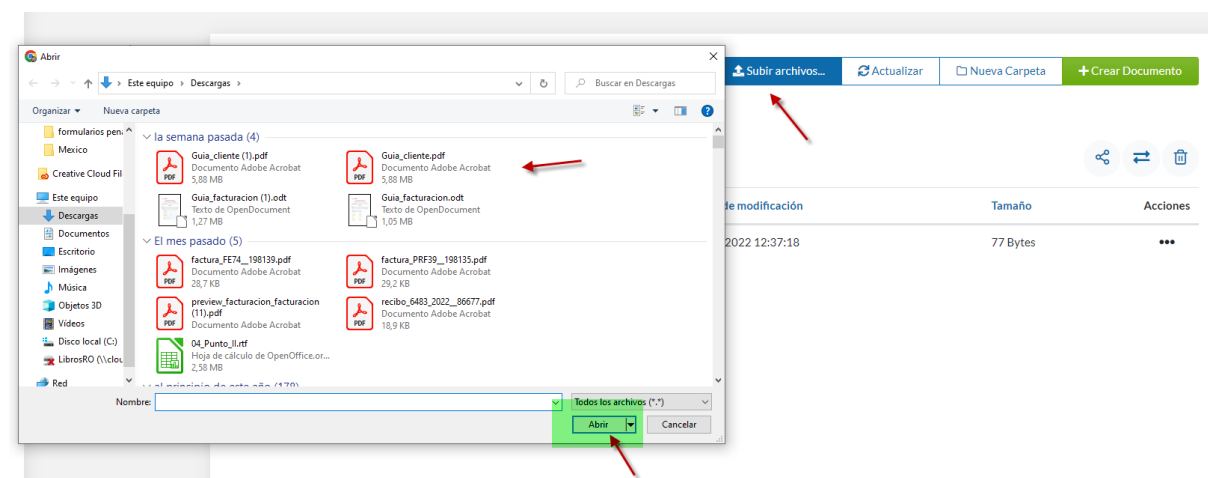 Abrir
Este equipo › Descargas ›
Buscar en Descargas
Subir archivos...
Actualizar
Nueva Carpeta
Crear Documento
Organizar
Nueva carpeta
formularios pen
Mexico
Creative Cloud Fil
Este equipo
Descargas
Documentos
Escritorio
Imágenes
Música
Objetos 3D
Vídeos
Disco local (C:)
LibrosRO (\\clou
Red
la semana pasada (4)
Guia_cliente (1).pdf
Documento Adobe Acrobat
5,88 MB
Guia_cliente.pdf
Documento Adobe Acrobat
5,88 MB
Guia_facturacion (1).odt
Texto de OpenDocument
1,27 MB
Guia_facturacion.odt
Texto de OpenDocument
1,05 MB
El mes pasado (5)
factura_FE74__198139.pdf
Documento Adobe Acrobat
28,7 KB
factura_PRF39__198135.pdf
Documento Adobe Acrobat
29,2 KB
preview_facturacion_facturacion
(11).pdf
Documento Adobe Acrobat
recibo_6483_2022__86677.pdf
Documento Adobe Acrobat
18,9 KB
04_Punto_II.rtf
Hoja de cálculo de OpenOffice.or...
2,58 MB
al principio de este año (178)
Nombre:
Todos los archivos (*.*)
Abrir
Cancelar
de modificación
Tamaño
Acciones
2022 12:37:18
77 Bytes